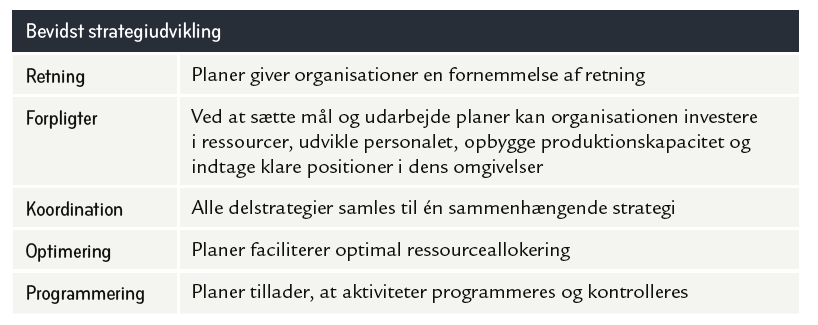 Bevidst strategiudvikling
Retning
Planer giver organisationer en fornemmelse af retning
Forpligter
Ved at sætte mål og udarbejde planer kan organisationen investere
i ressourcer, udvikle personalet, opbygge produktionskapacitet og
indtage klare positioner i dens omgivelser
Koordination
Alle delstrategier samles til én sammenhængende strategi
Optimering
Planer faciliterer optimal ressourceallokering
Programmering
Planer tillader, at aktiviteter programmeres og kontrolleres